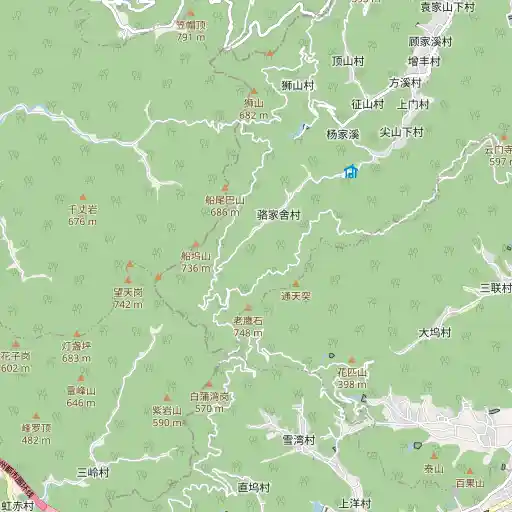 袁家山下村
笠帽顶
791 m
顾家溪村
顶山村
增丰村
狮山村
方溪村
狮山
682 m
征山村
上门村
杨家溪
尖山下村
云门寺
597 m
船尾巴山
686 m
千丈岩
676 m
骆家舍村
船坞山
736 m
望天岗
742 m
通天突
三联村
老鹰石
748 m
大坞村
灯盏坪
683 m
花子岗
602 m
花匹山
398 m
雷峰山
646 m
白蒲湾岗
570 m
紫岩山
590 m
峰罗顶
482 m
雪湾村
三岭村
泰山
百果山
直坞村
上洋村
虹赤村